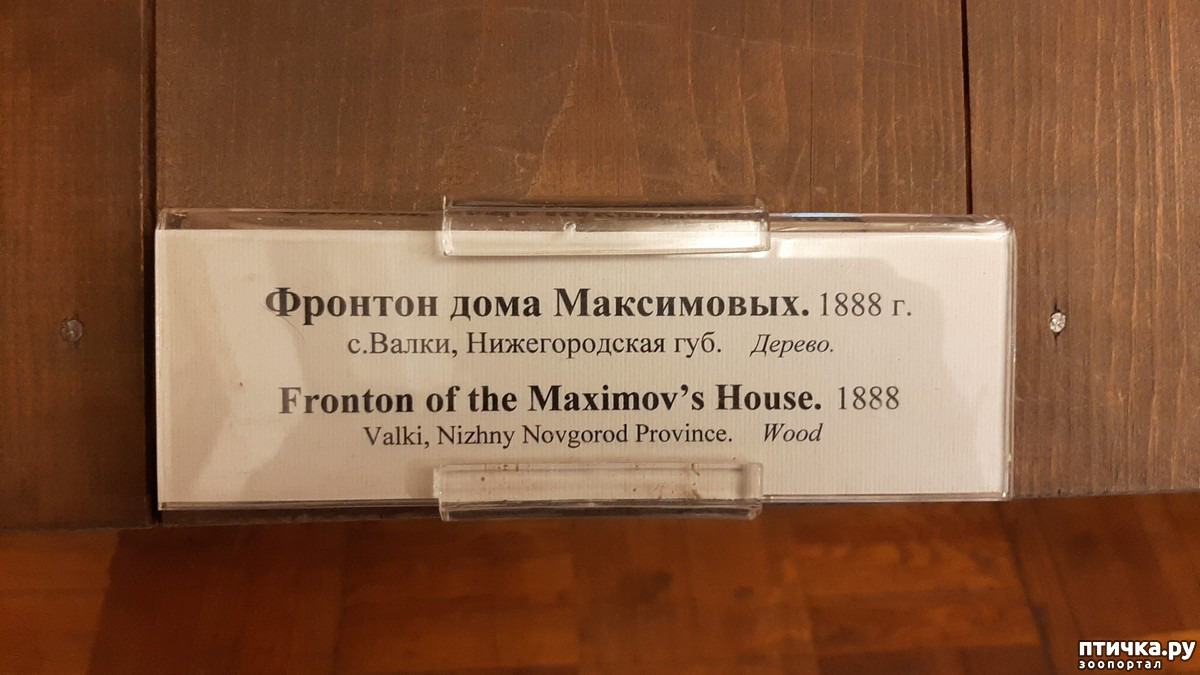 Фронтон дома Максимовых. 1888 г.
с.Валки, Нижегородская губ. Дерево.
Fronton of the Maximov’s House. 1888
Valki, Nizhny Novgorod Province. Wood
птичка.ру
зоопортал